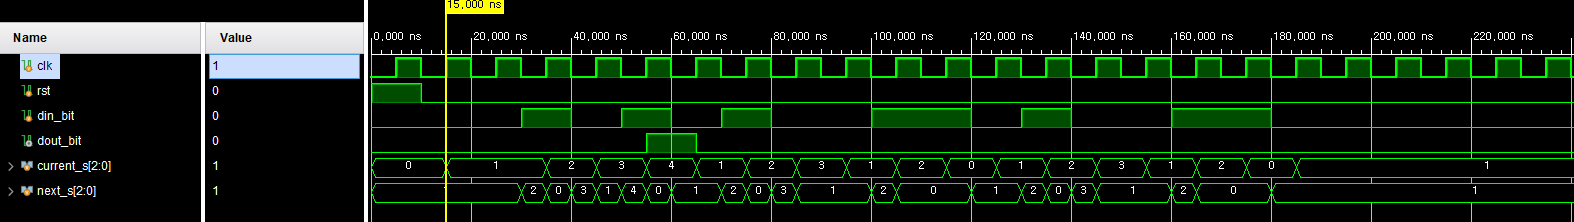 15,000 ns
Name Value
0,000 ns 20,000 ns 40,000 ns 60,000 ns 80,000 ns 100,000 ns 120,000 ns 140,000 ns 160,000 ns 180,000 ns 200,000 ns 220,000 ns
clk 1
rst 0
din_bit 0
dout_bit 0
current_s[2:0] 1 0 1 2 3 4 1 2 3 1 2 0 1 2 3 1 2 0 1
next_s[2:0] 1 2 0 3 1 4 0 1 2 0 3 1 2 0 1 2 0 3 1 2 0 1